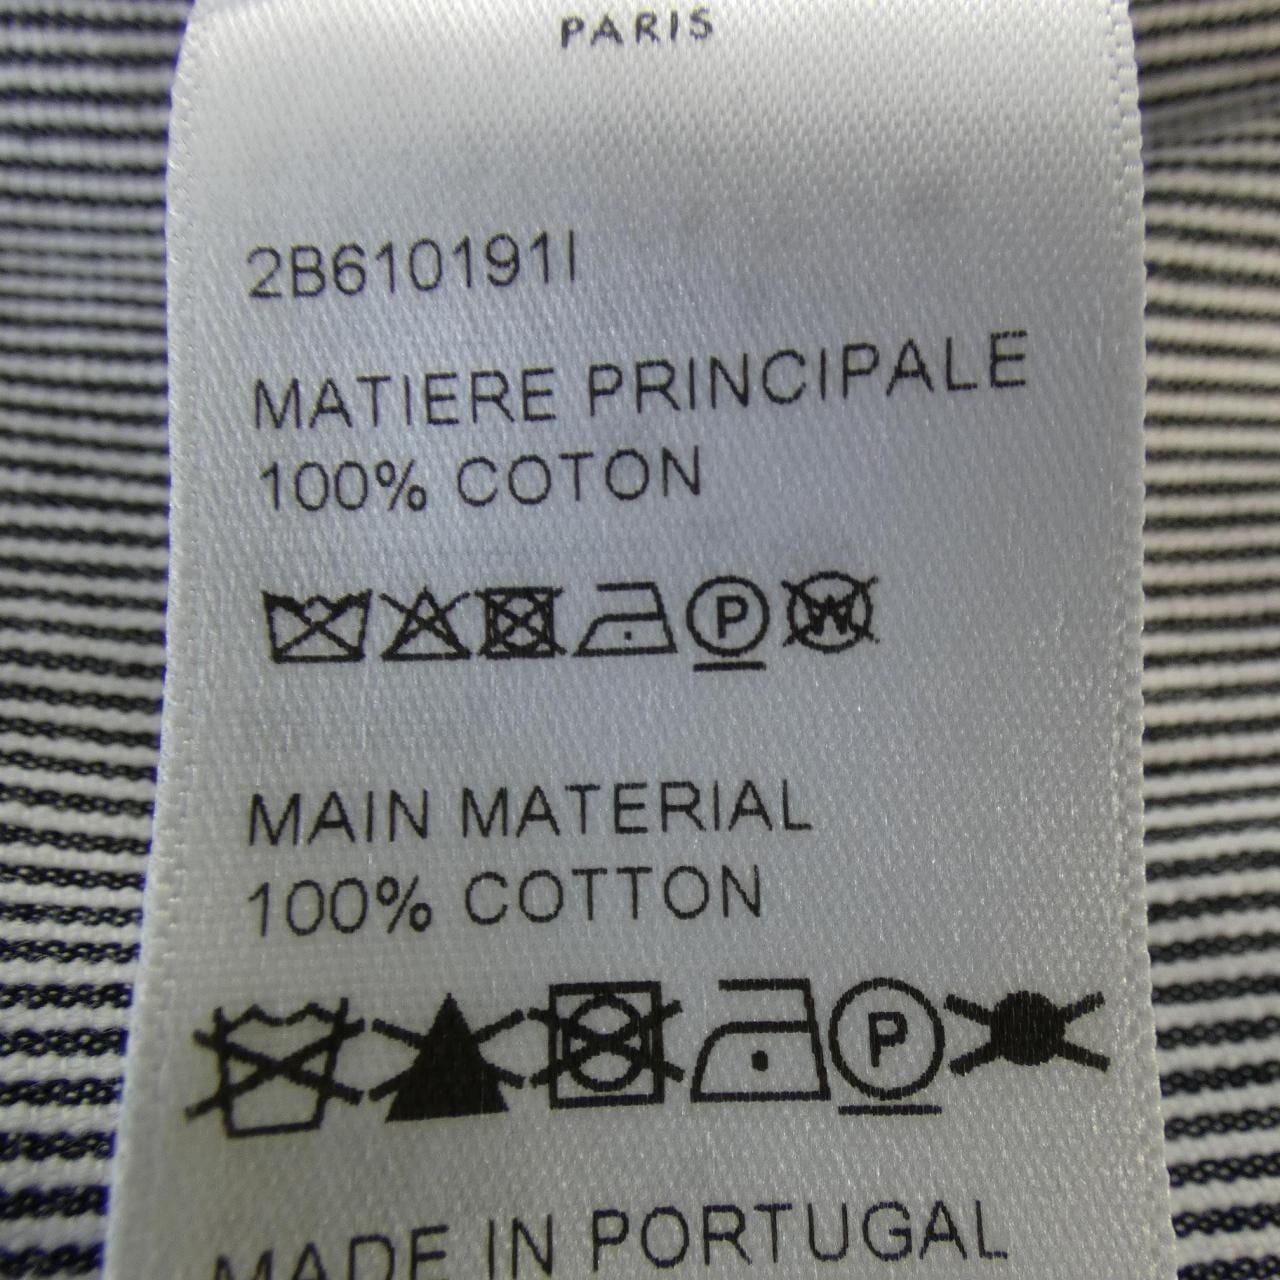 PARIS
2B610191I
MATIERE PRINCIPALE
100% COTON
P W
MAIN MATERIAL
100% COTTON
P
MADE IN PORTUGAL